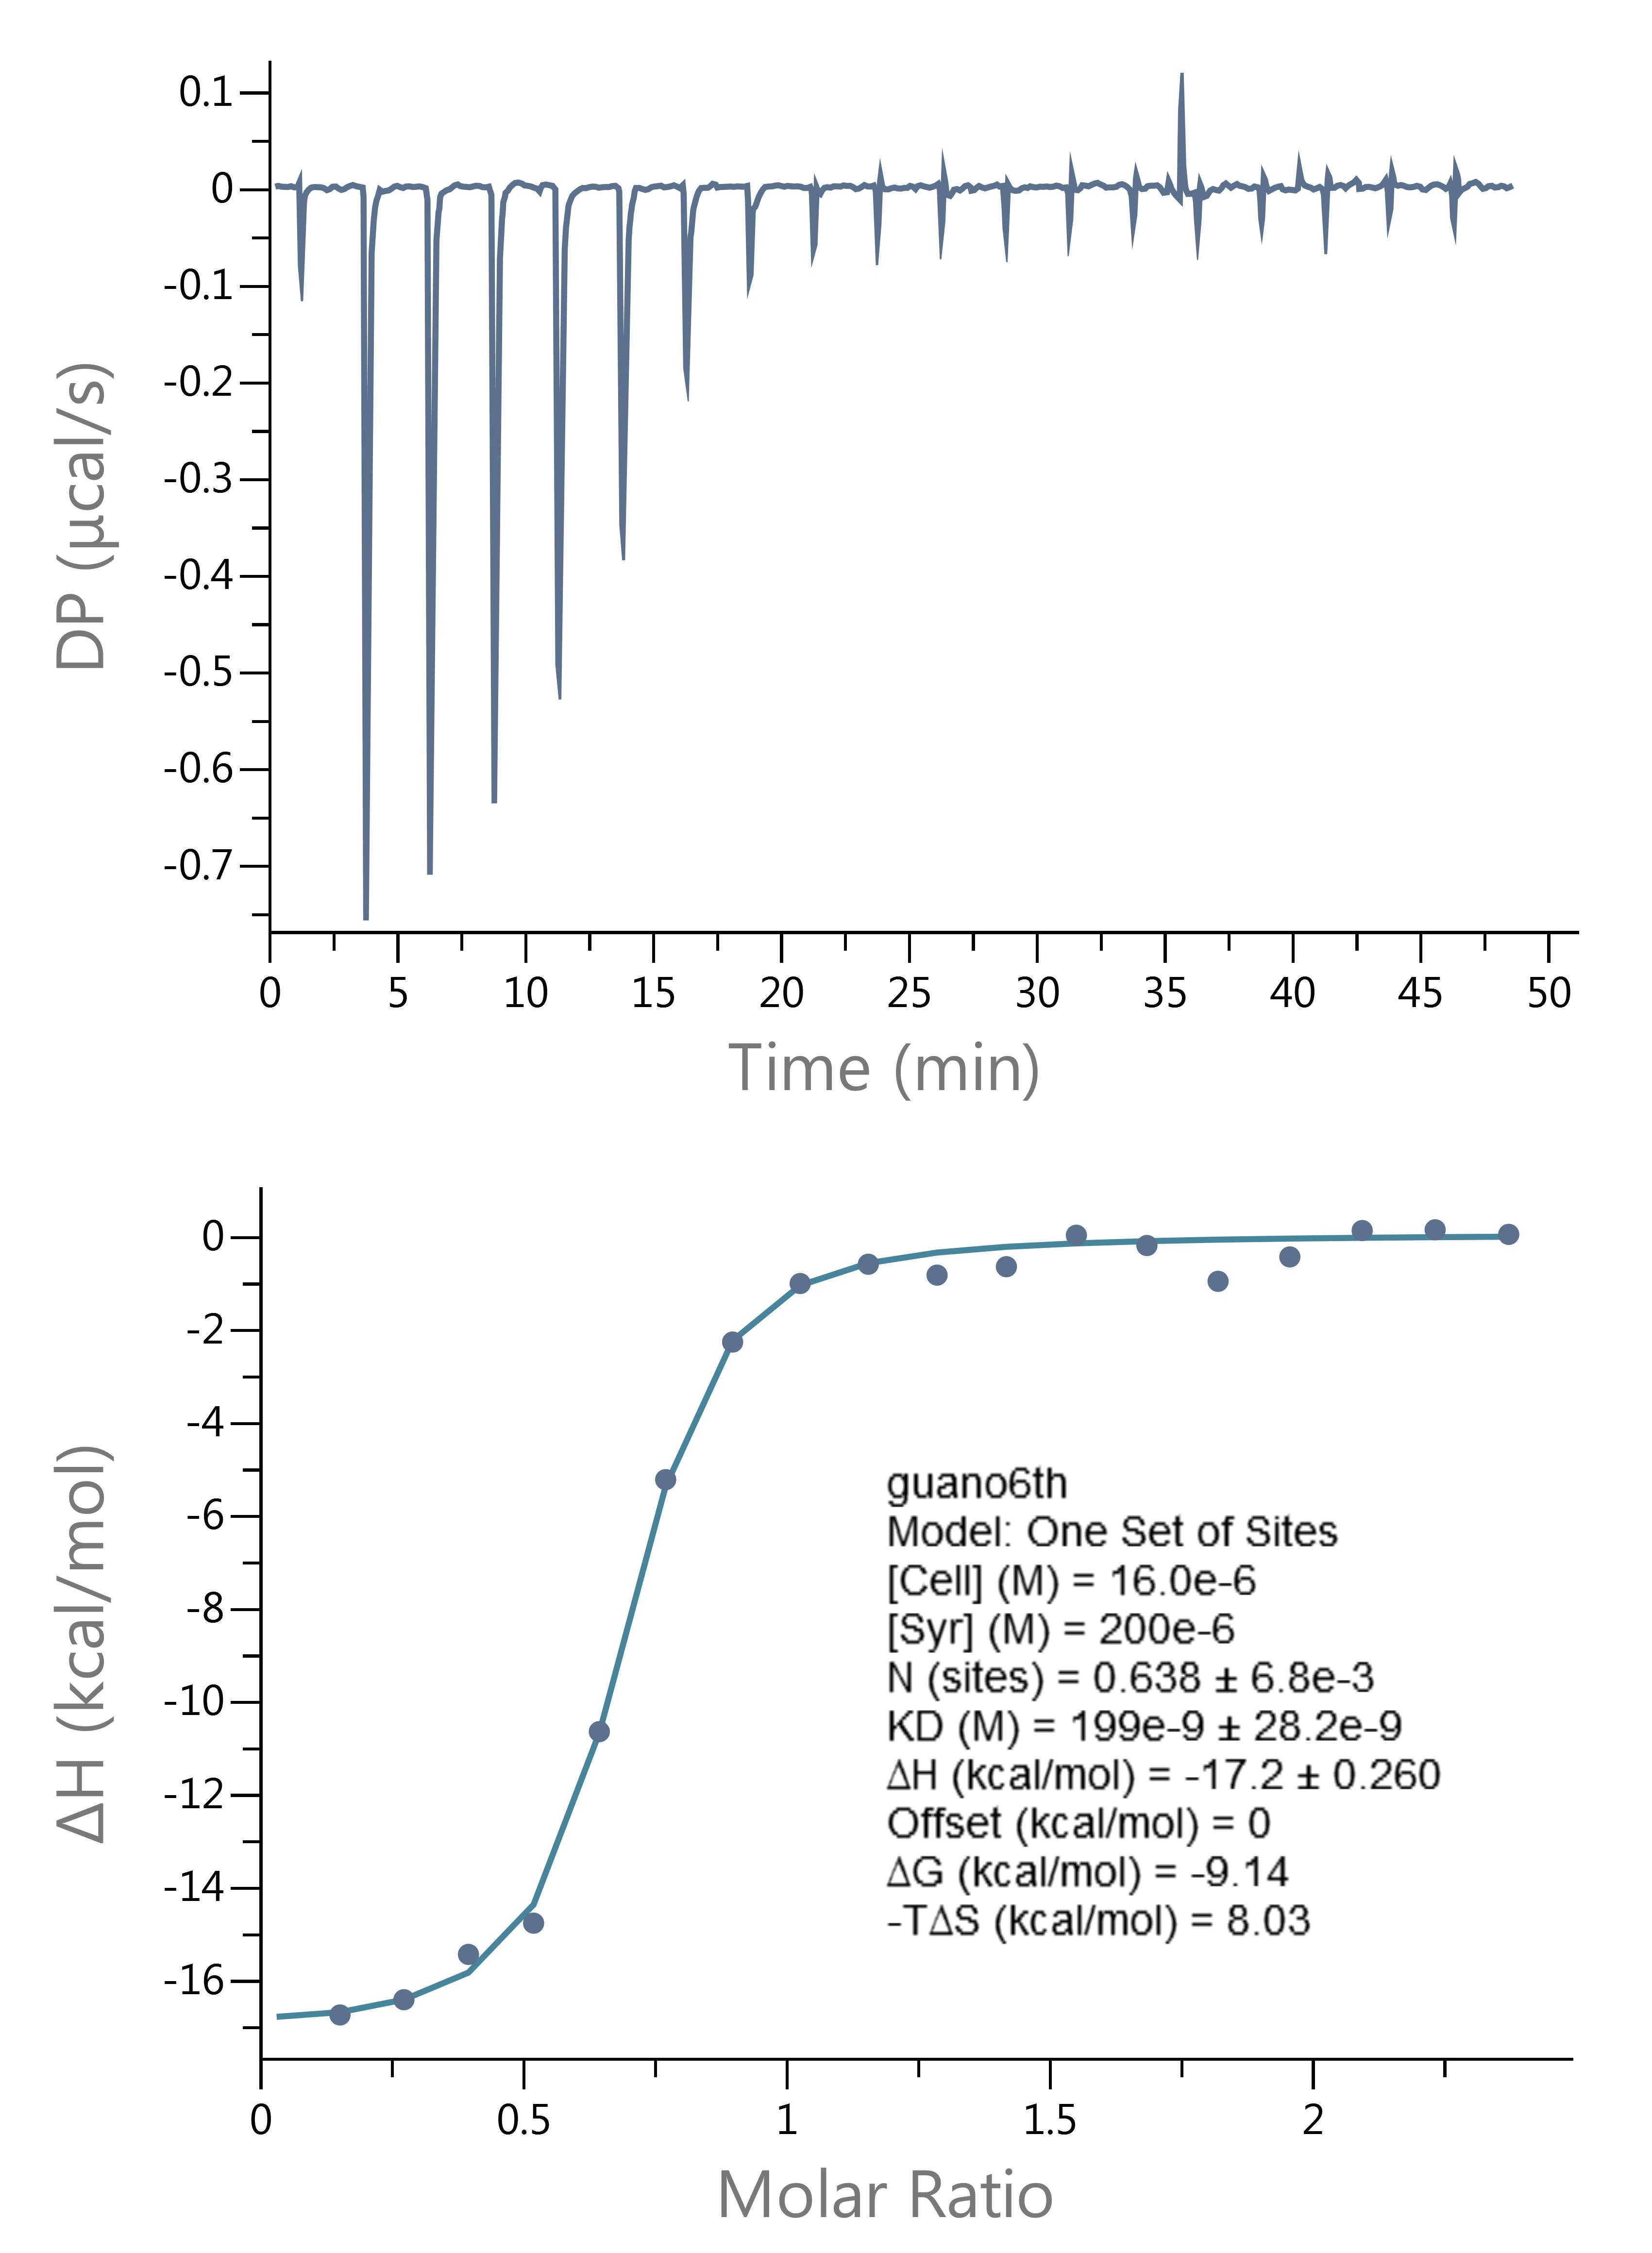 0.1
0
-0.1
-0.2
-0.3
-0.4
-0.5
-0.6
-0.7
DP (µcal/s)
0 5 10 15 20 25 30 35 40 45 50
Time (min)
0
-2
-4
-6
-8
-10
-12
-14
-16
ΔH (kcal/mol)
guano6th
Model: One Set of Sites
[Cell] (M) = 16.0e-6
[Syr] (M) = 200e-6
N (sites) = 0.638 ± 6.8e-3
KD (M) = 199e-9 ± 28.2e-9
ΔH (kcal/mol) = -17.2 ± 0.260
Offset (kcal/mol) = 0
ΔG (kcal/mol) = -9.14
-TΔS (kcal/mol) = 8.03
0 0.5 1 1.5 2
Molar Ratio